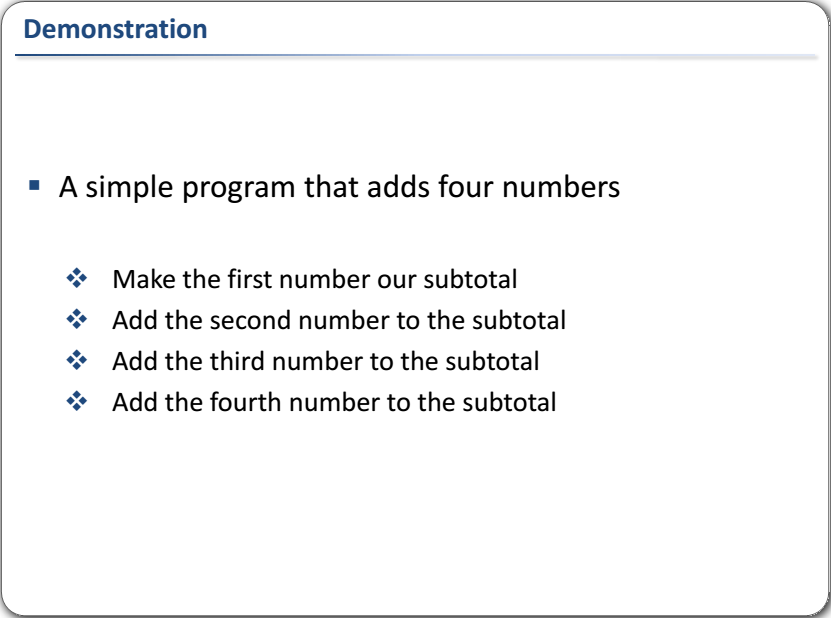 Demonstration
A simple program that adds four numbers
Make the first number our subtotal
Add the second number to the subtotal
Add the third number to the subtotal
Add the fourth number to the subtotal